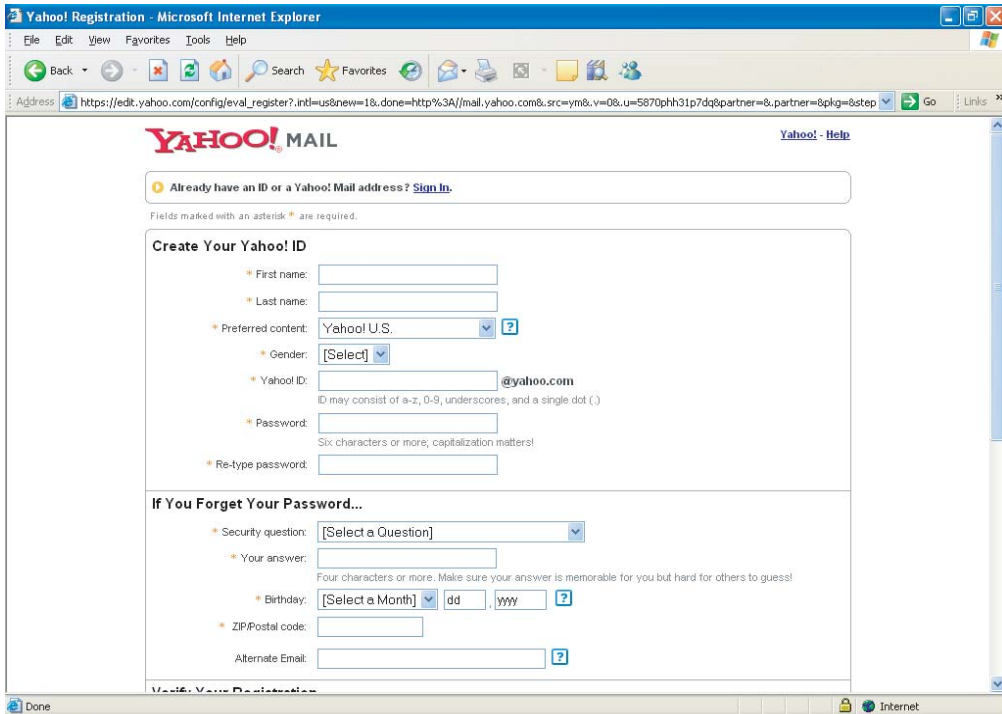 Yahoo! Registration - Microsoft Internet Explorer
File Edit View Favorites Tools Help
Back Search Favorites
Address https://edit.yahoo.com/config/eval_register?.intl=us&new=1&.done=http%3A//mail.yahoo.com&.src=ym&.v=0&.u=5870phh31p7dq&partner=&.partner=&pkg=&step Go Links »
YAHOO! MAIL
Yahoo! - Help
Already have an ID or a Yahoo! Mail address? Sign In.
Fields marked with an asterisk * are required.
Create Your Yahoo! ID
* First name:
* Last name:
* Preferred content: Yahoo! U.S. ?
* Gender: [Select]
* Yahoo! ID: @yahoo.com
ID may consist of a-z, 0-9, underscores, and a single dot (.)
* Password:
Six characters or more; capitalization matters!
* Re-type password:
If You Forget Your Password...
* Security question: [Select a Question]
* Your answer:
Four characters or more. Make sure your answer is memorable for you but hard for others to guess!
* Birthday: [Select a Month] dd , yyyy ?
* ZIP/Postal code:
Alternate Email: ?
Verify Your Registration
Done Internet